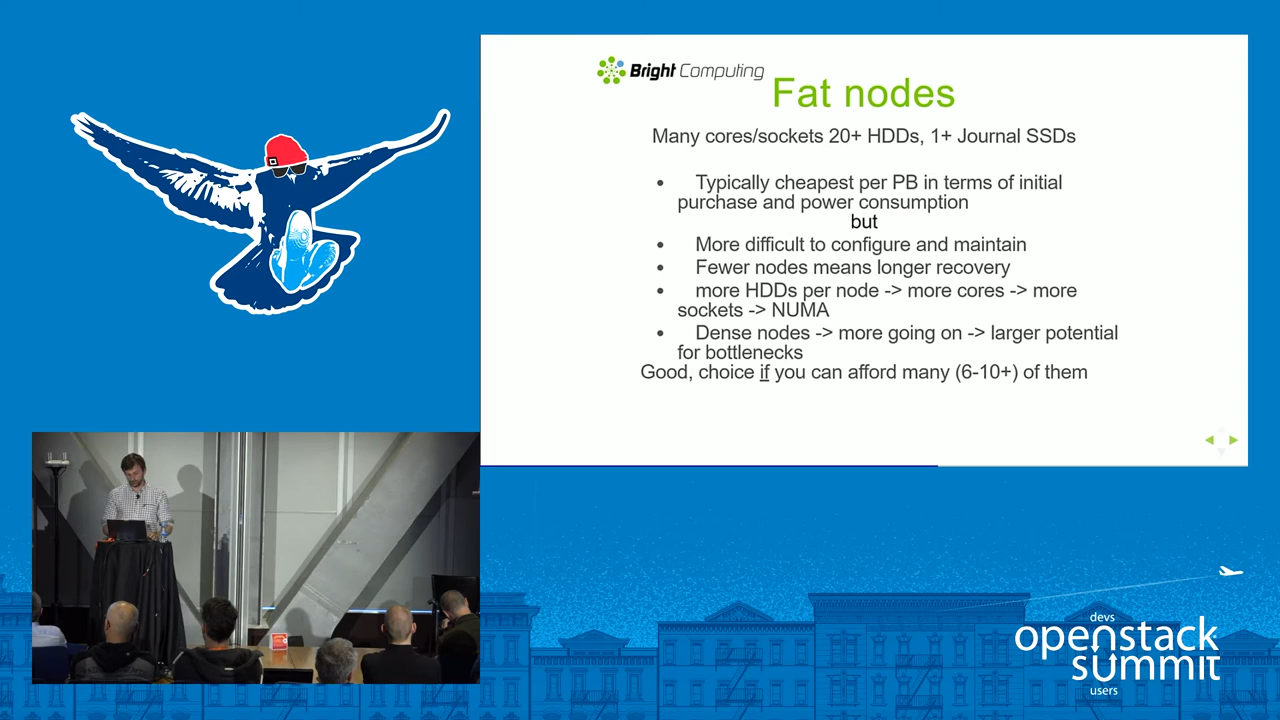 Bright Computing
Fat nodes
Many cores/sockets 20+ HDDs, 1+ Journal SSDs
• Typically cheapest per PB in terms of initial
purchase and power consumption
but
• More difficult to configure and maintain
• Fewer nodes means longer recovery
• more HDDs per node -> more cores -> more
sockets -> NUMA
• Dense nodes -> more going on -> larger potential
for bottlenecks
Good, choice if you can afford many (6-10+) of them
devs
openstack
summit
users